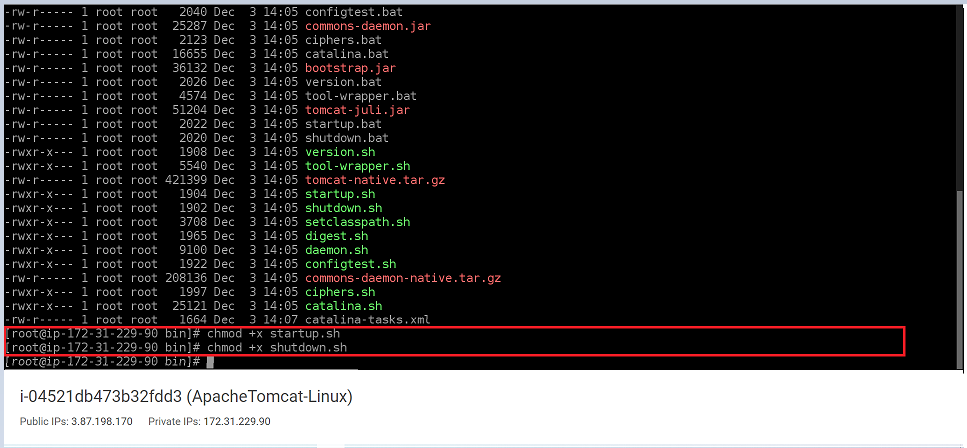 -rw-r----- 1 root root   2040 Dec  3 14:05 configtest.bat
-rw-r----- 1 root root  25287 Dec  3 14:05 commons-daemon.jar
-rw-r----- 1 root root   2123 Dec  3 14:05 ciphers.bat
-rw-r----- 1 root root  16655 Dec  3 14:05 catalina.bat
-rw-r----- 1 root root  36132 Dec  3 14:05 bootstrap.jar
-rw-r----- 1 root root   2026 Dec  3 14:05 version.bat
-rw-r----- 1 root root   4574 Dec  3 14:05 tool-wrapper.bat
-rw-r----- 1 root root  51204 Dec  3 14:05 tomcat-juli.jar
-rw-r----- 1 root root   2022 Dec  3 14:05 startup.bat
-rw-r----- 1 root root   2020 Dec  3 14:05 shutdown.bat
-rwxr-x--- 1 root root   1908 Dec  3 14:05 version.sh
-rwxr-x--- 1 root root   5540 Dec  3 14:05 tool-wrapper.sh
-rw-r----- 1 root root 421399 Dec  3 14:05 tomcat-native.tar.gz
-rwxr-x--- 1 root root   1904 Dec  3 14:05 startup.sh
-rwxr-x--- 1 root root   1902 Dec  3 14:05 shutdown.sh
-rwxr-x--- 1 root root   3708 Dec  3 14:05 setclasspath.sh
-rwxr-x--- 1 root root   1965 Dec  3 14:05 digest.sh
-rwxr-x--- 1 root root   9100 Dec  3 14:05 daemon.sh
-rwxr-x--- 1 root root   1922 Dec  3 14:05 configtest.sh
-rw-r----- 1 root root 208136 Dec  3 14:05 commons-daemon-native.tar.gz
-rwxr-x--- 1 root root   1997 Dec  3 14:05 ciphers.sh
-rwxr-x--- 1 root root  25121 Dec  3 14:05 catalina.sh
-rw-r----- 1 root root   1664 Dec  3 14:07 catalina-tasks.xml
[root@ip-172-31-229-90 bin]# chmod +x startup.sh
[root@ip-172-31-229-90 bin]# chmod +x shutdown.sh
[root@ip-172-31-229-90 bin]#
i-04521db473b32fdd3 (ApacheTomcat-Linux)
Public IPs: 3.87.198.170 Private IPs: 172.31.229.90